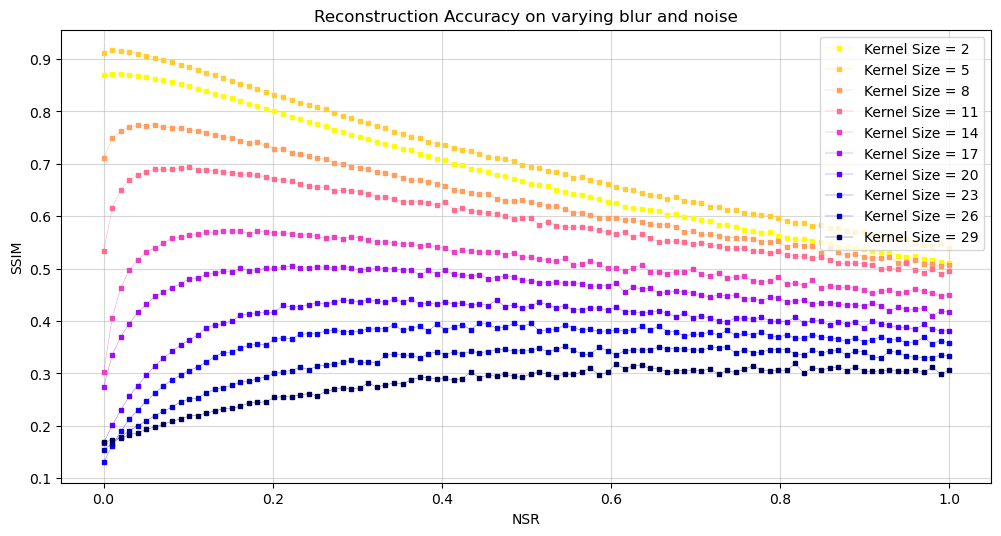 Reconstruction Accuracy on varying blur and noise
Kernel Size = 2
Kernel Size = 5
Kernel Size = 8
Kernel Size = 11
Kernel Size = 14
Kernel Size = 17
Kernel Size = 20
Kernel Size = 23
Kernel Size = 26
Kernel Size = 29
SSIM
0.9
0.8
0.7
0.6
0.5
0.4
0.3
0.2
0.1
0.0 0.2 0.4 0.6 0.8 1.0
NSR